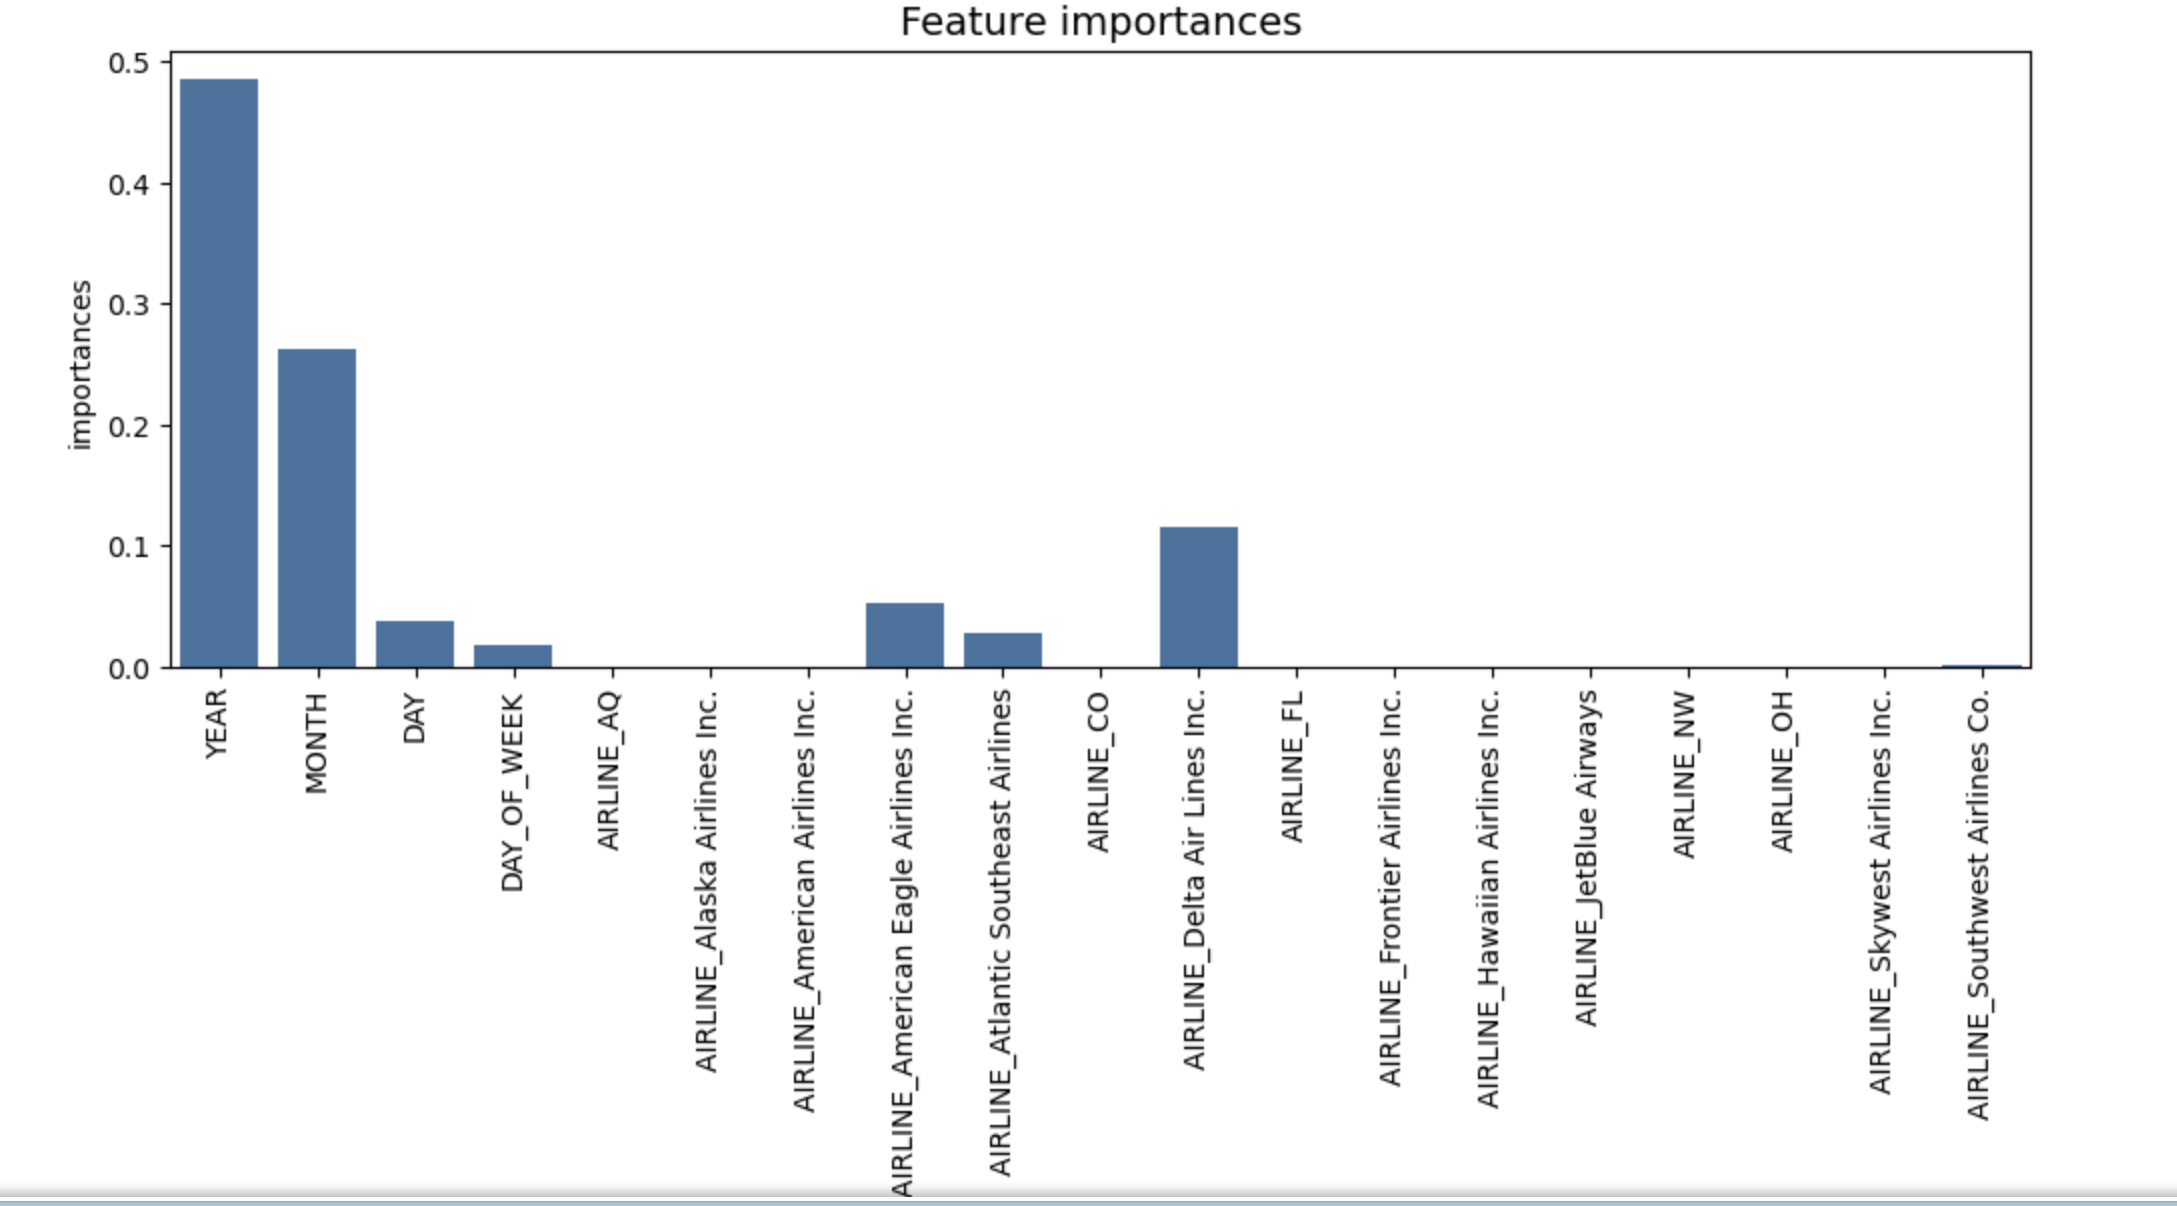 Feature importances
importances
0.5
0.4
0.3
0.2
0.1
0.0
YEAR
MONTH
DAY
DAY_OF_WEEK
AIRLINE_AQ
AIRLINE_Alaska Airlines Inc.
AIRLINE_American Airlines Inc.
AIRLINE_American Eagle Airlines Inc.
AIRLINE_Atlantic Southeast Airlines
AIRLINE_CO
AIRLINE_Delta Air Lines Inc.
AIRLINE_FL
AIRLINE_Frontier Airlines Inc.
AIRLINE_Hawaiian Airlines Inc.
AIRLINE_JetBlue Airways
AIRLINE_NW
AIRLINE_OH
AIRLINE_Skywest Airlines Inc.
AIRLINE_Southwest Airlines Co.